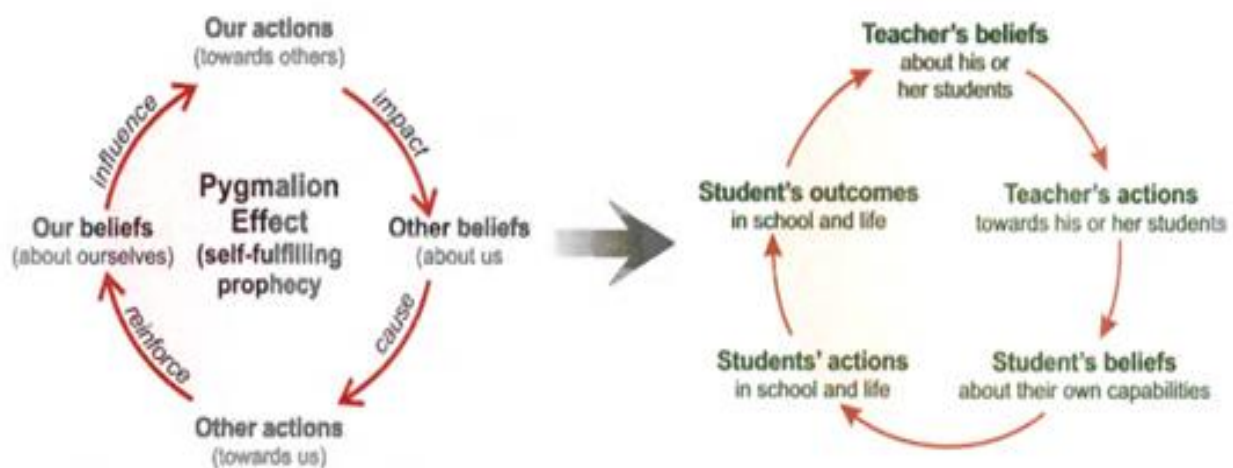 Our actions
(towards others)
influence
impact
Pygmalion
Effect
(self-fulfilling
prophecy
Our beliefs
(about ourselves)
Other beliefs
(about us
reinforce
cause
Other actions
(towards us)
Teacher's beliefs
about his or
her students
Teacher's actions
towards his or her students
Student's beliefs
about their own capabilities
Students' actions
in school and life
Student's outcomes
in school and life